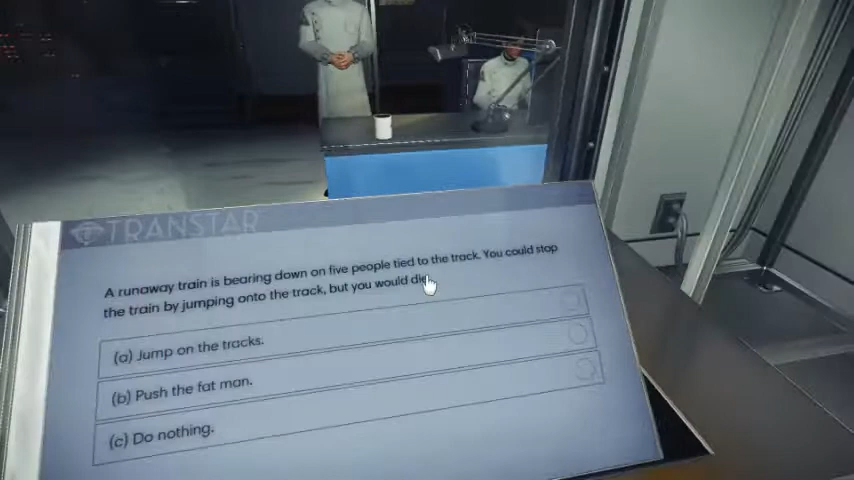 TRANSTAR
A runaway train is bearing down on five people tied to the track. You could stop
the train by jumping onto the track, but you would die.
(a) Jump on the tracks.
(b) Push the fat man.
(c) Do nothing.